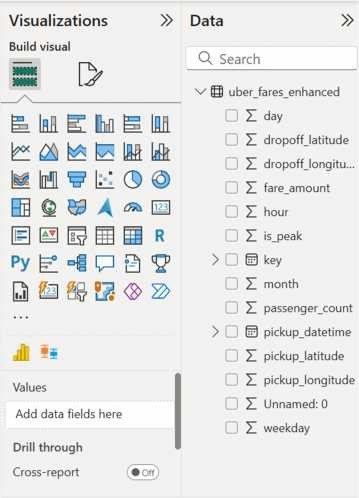 Visualizations
Build visual
123
R
Py
123
...
Values
Add data fields here
Drill through
Cross-report
Off
Data
Search
uber_fares_enhanced
day
dropoff_latitude
dropoff_longitu...
fare_amount
hour
is_peak
key
month
passenger_count
pickup_datetime
pickup_latitude
pickup_longitude
Unnamed: 0
weekday